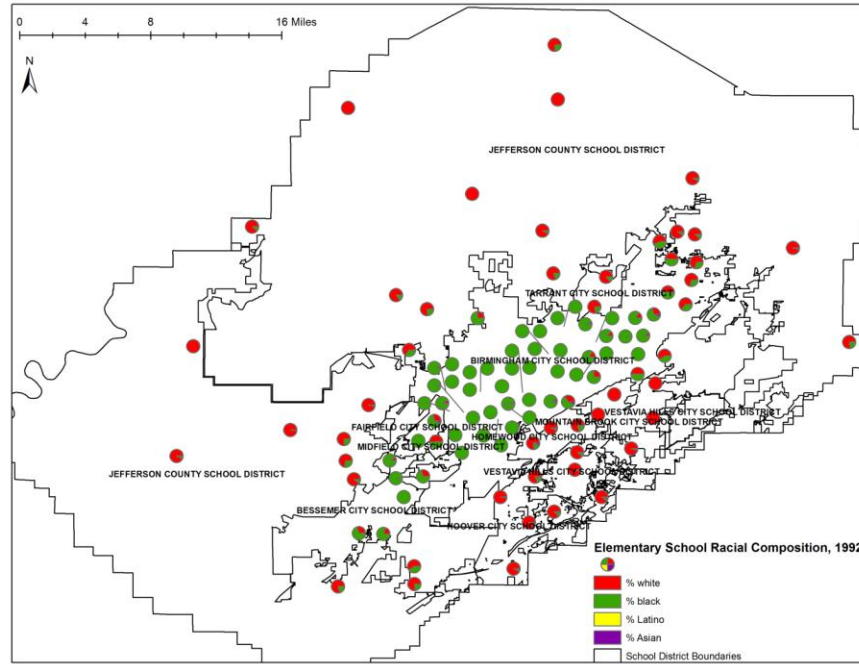 0 4 8 16 Miles
N
JEFFERSON COUNTY SCHOOL DISTRICT
TARRANT CITY SCHOOL DISTRICT
BIRMINGHAM CITY SCHOOL DISTRICT
VESTAVIA HILLS CITY SCHOOL DISTRICT
MOUNTAIN BROOK CITY SCHOOL DISTRICT
FAIRFIELD CITY SCHOOL DISTRICT
HOMEWOOD CITY SCHOOL DISTRICT
MIDFIELD CITY SCHOOL DISTRICT
JEFFERSON COUNTY SCHOOL DISTRICT
VESTAVIA HILLS CITY SCHOOL DISTRICT
BESSEMER CITY SCHOOL DISTRICT
HOOVER CITY SCHOOL DISTRICT
Elementary School Racial Composition, 1992
% white
% black
% Latino
% Asian
School District Boundaries